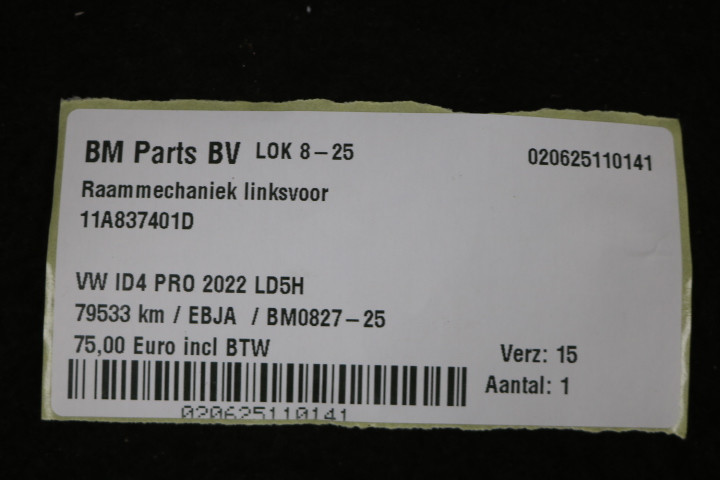 BM Parts BV LOK 8-25 020625110141
Raammechaniek linksvoor
11A837401D
VW ID4 PRO 2022 LD5H
79533 km / EBJA / BM0827-25
75,00 Euro incl BTW Verz: 15
Aantal: 1
020625110141